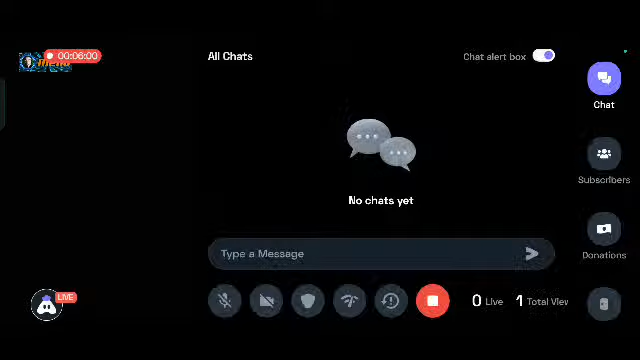 00:06:00
All Chats
Chat alert box
Chat
No chats yet
Subscribers
Type a Message
Donations
LIVE
0 Live 1 Total View